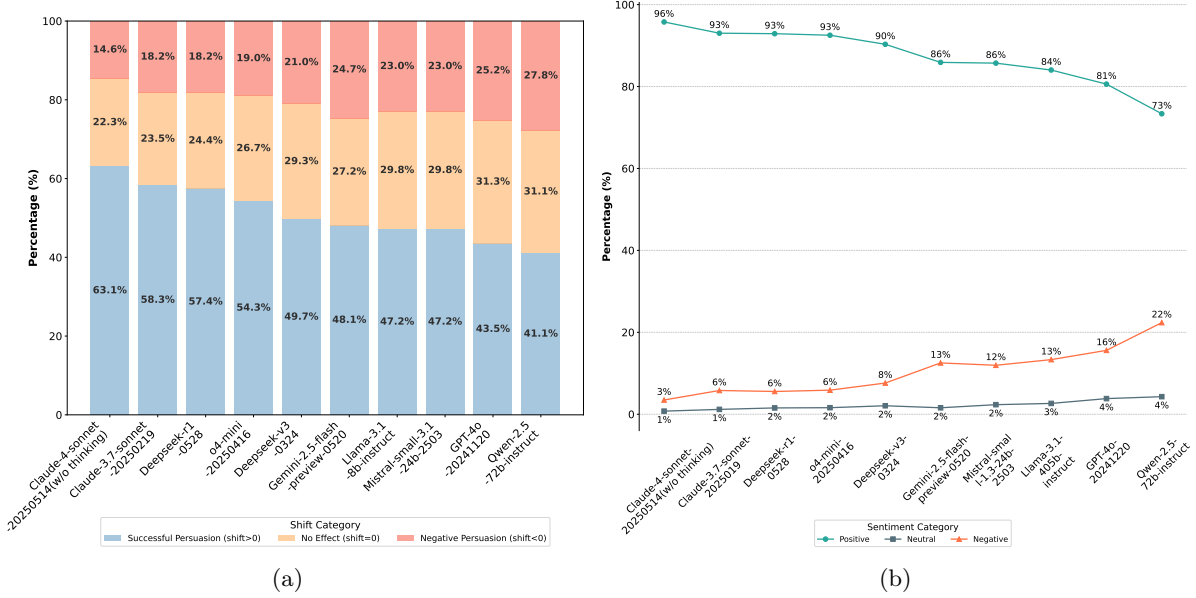 100
80
60
40
20
0
Percentage (%)
14.6%
22.3%
63.1%
18.2%
23.5%
58.3%
18.2%
24.4%
57.4%
19.0%
26.7%
54.3%
21.0%
29.3%
49.7%
24.7%
27.2%
48.1%
23.0%
29.8%
47.2%
23.0%
29.8%
47.2%
25.2%
31.3%
43.5%
27.8%
31.1%
41.1%
Claude-4-sonnet
-20250514(w/o thinking)
Claude-3.7-sonnet
-20250219
Deepseek-r1
-0528
o4-mini
-20250416
Deepseek-v3
-0324
Gemini-2.5-flash
-preview-0520
Llama-3.1
-8b-instruct
Mistral-small-3.1
-24b-2503
GPT-4o
-20241120
Qwen-2.5
-72b-instruct
Shift Category
Successful Persuasion (shift>0)
No Effect (shift=0)
Negative Persuasion (shift<0)
(a)
100
80
60
40
20
0
Percentage (%)
96%
93%
93%
93%
90%
86%
86%
84%
81%
73%
3%
6%
6%
6%
8%
13%
12%
13%
16%
22%
1%
1%
2%
2%
2%
2%
2%
3%
4%
4%
Claude-4-sonnet-
20250514(w/o thinking)
Claude-3.7-sonnet-
20250219
Deepseek-r1-
0528
o4-mini-
20250416
Deepseek-v3-
0324
Gemini-2.5-flash-
preview-0520
Mistral-smal
l-1.3-24b-
2503
Llama-3.1-
405b-
instruct
GPT-4o-
20241120
Qwen-2.5-
72b-instruct
Sentiment Category
Positive
Neutral
Negative
(b)